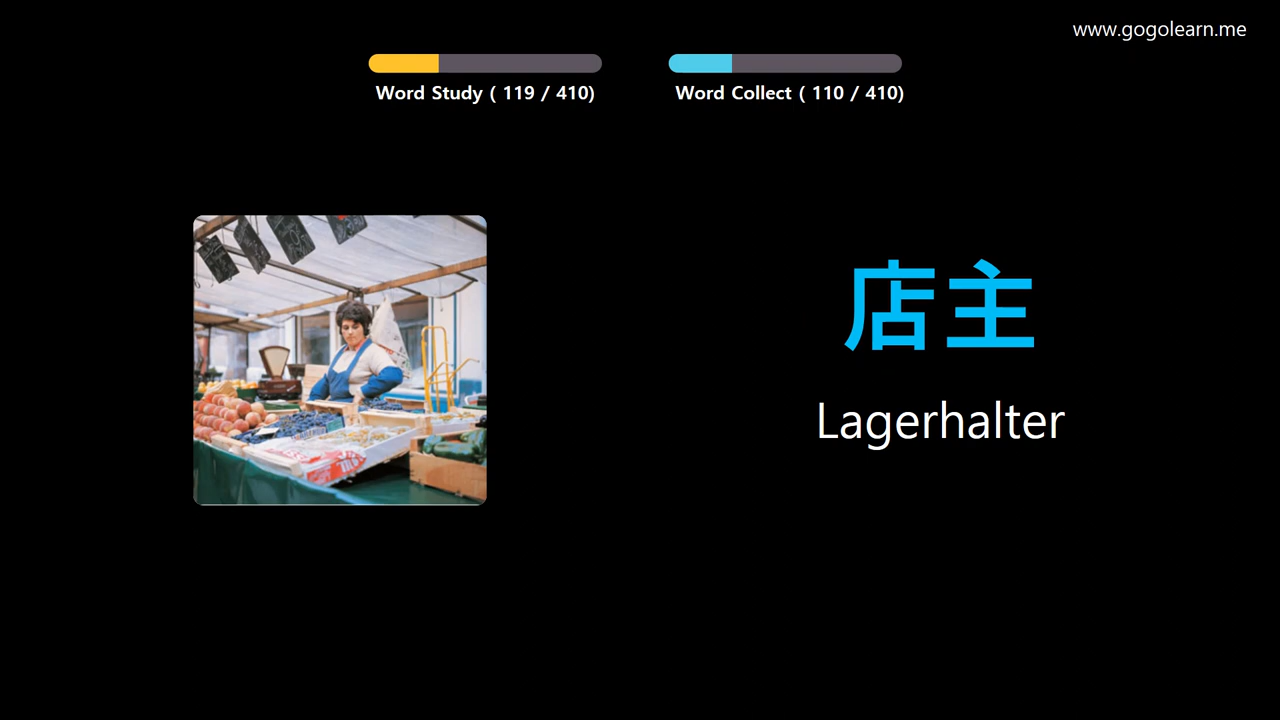 www.gogolearn.me
Word Study ( 119 / 410)
Word Collect ( 110 / 410)
店主
Lagerhalter